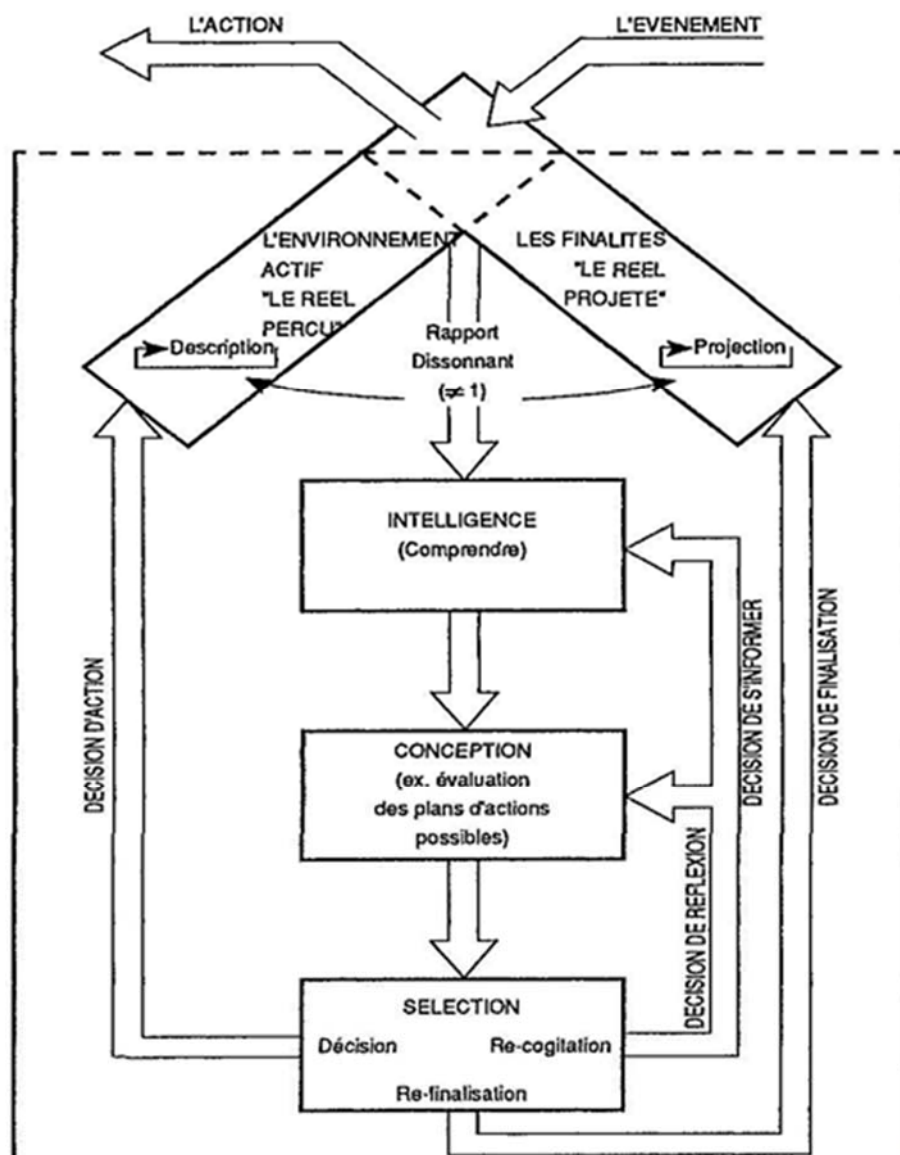 L'ACTION
L'EVENEMENT
L'ENVIRONNEMENT
ACTIF
"LE REEL
PERCU"
Description
LES FINALITES
"LE REEL
PROJETE"
Projection
Rapport
Dissonnant
(≠ 1)
INTELLIGENCE
(Comprendre)
CONCEPTION
(ex. évaluation
des plans d'actions
possibles)
SELECTION
Décision
Re-cogitation
Re-finalisation
DECISION D'ACTION
DECISION DE REFLEXION
DECISION DE S'INFORMER
DECISION DE FINALISATION